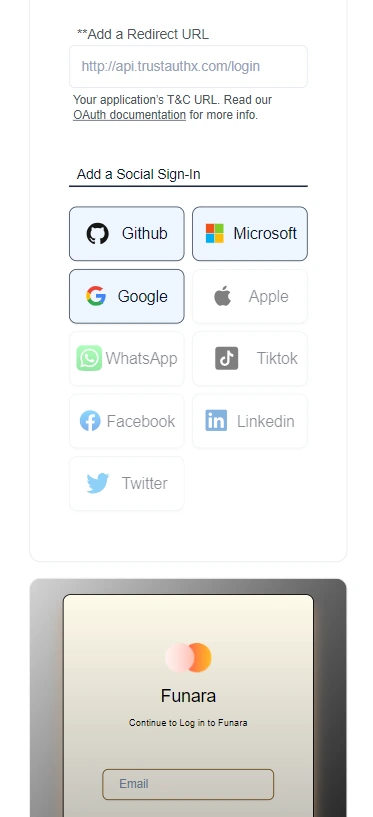 **Add a Redirect URL
http://api.trustauthx.com/login
Your application's T&C URL. Read our
OAuth documentation for more info.
Add a Social Sign-In
Github
Microsoft
Google
Apple
WhatsApp
Tiktok
Facebook
Linkedin
Twitter
Funara
Continue to Log in to Funara
Email